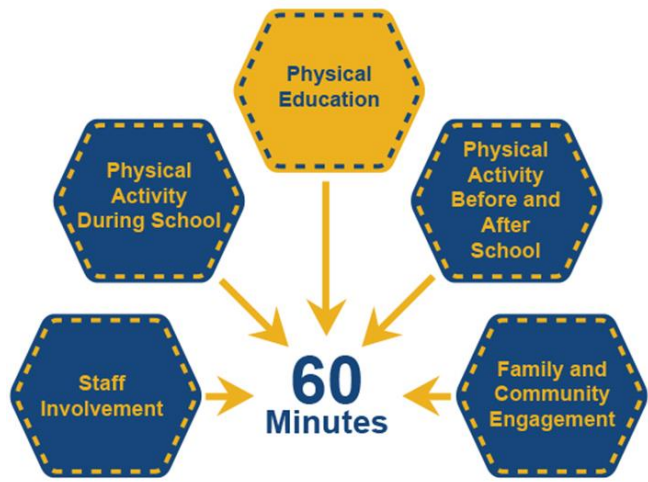 Physical
Education
Physical
Activity
During School
Physical
Activity
Before and
After
School
Staff
Involvement
60
Minutes
Family and
Community
Engagement